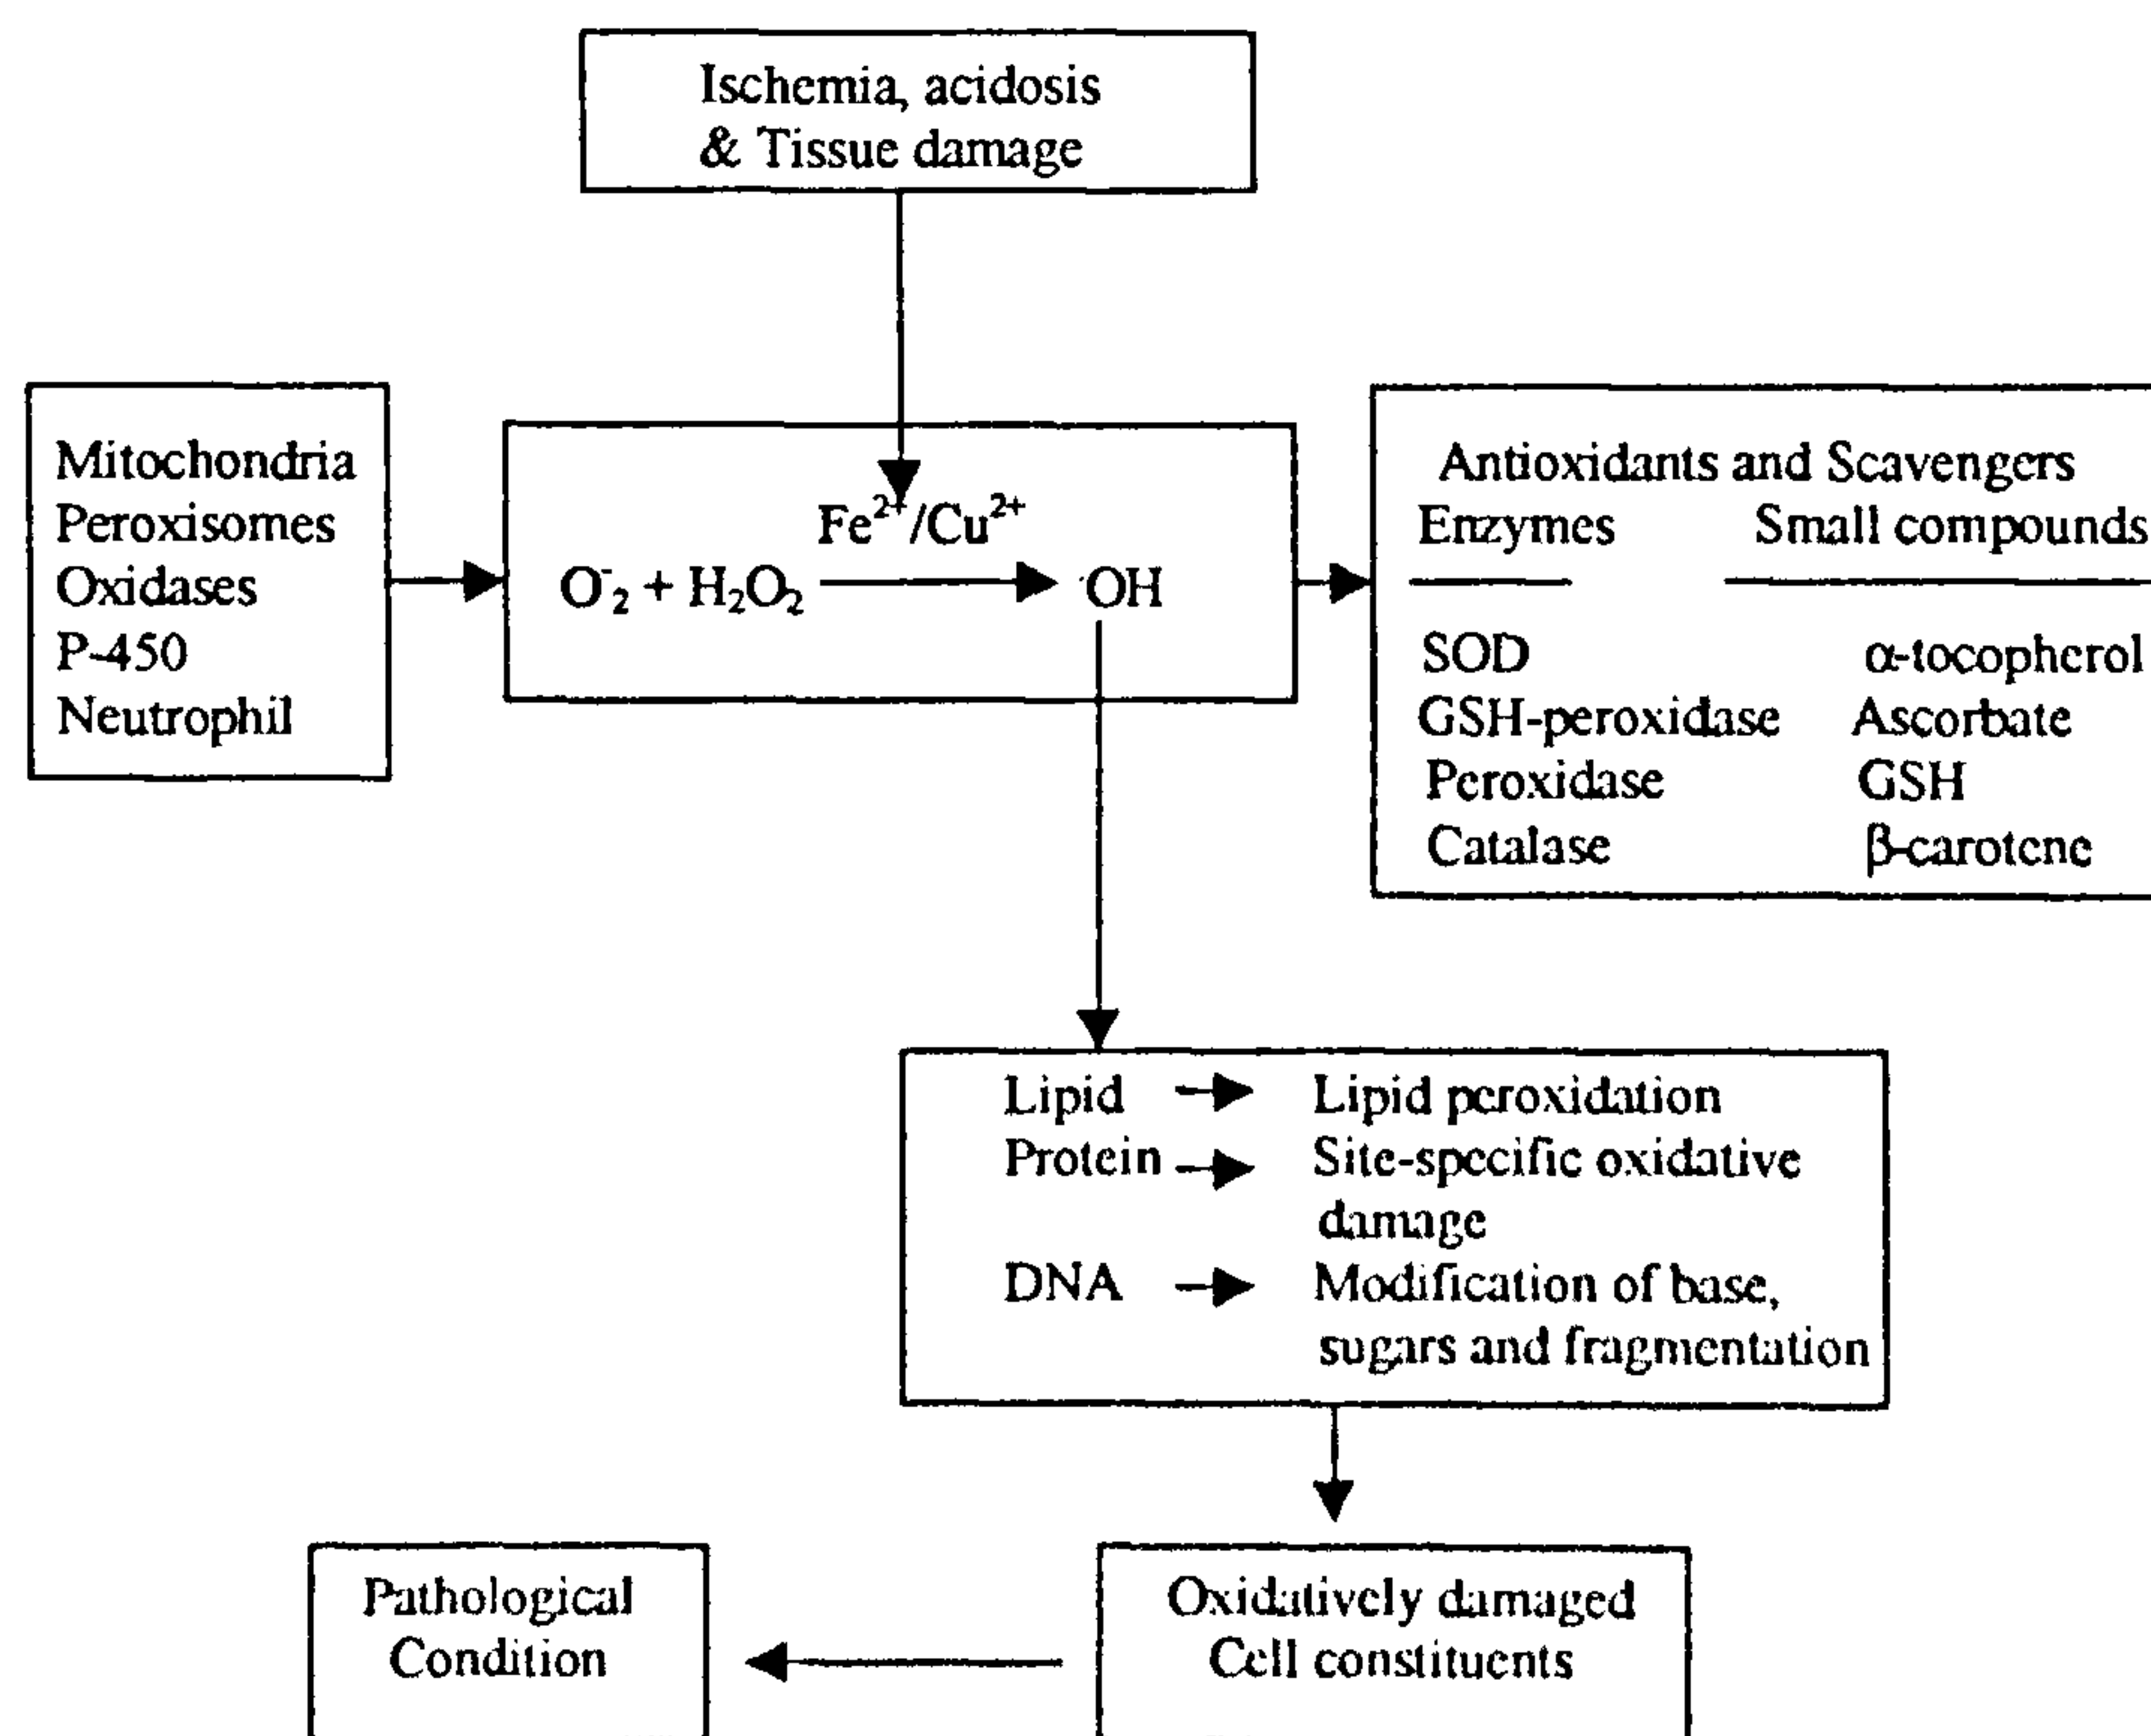 Ischemia, acidosis
& Tissue damage
Mitochondria
Peroxisomes
Oxidases
P-450
Neutrophil
Fe²⁺/Cu²⁺
O⁻₂ + H₂O₂ ˙OH
Antioxidants and Scavengers
Enzymes Small compounds
SOD α-tocopherol
GSH-peroxidase Ascorbate
Peroxidase GSH
Catalase β-carotene
Lipid Lipid peroxidation
Protein Site-specific oxidative
damage
DNA Modification of base,
sugars and fragmentation
Pathological
Condition
Oxidatively damaged
Cell constituents